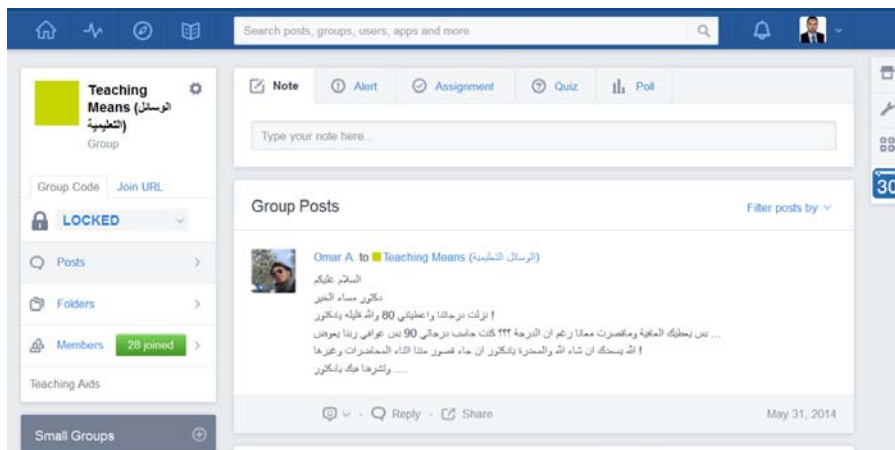 Search posts, groups, users, apps and more
Teaching
Means (الوسائل
التعليمية)
Group
Group Code
Join URL
LOCKED
Posts
Folders
Members
28 joined
Teaching Aids
Small Groups
Note
Alert
Assignment
Quiz
Poll
Type your note here...
Group Posts
Filter posts by
Omar A. to Teaching Means (الوسائل التعليمية)
السلام عليكم
دكتور مساء الخير
نزلت درجاتنا واعطيتني 80 والله قليله يادكتور !
بس يعطيك العافية وماقصرت معانا رغم ان الدرجة ؟؟؟ كنت حاسب درجاتي 90 بس عوافي ربنا يعوض ...
الله يسعدك ان شاء الله والمعذرة يادكتور ان جاء قصور مننا اثناء المحاضرات وغيرها !
وتشرفنا فيك يادكتور ....
Reply
Share
May 31, 2014
30